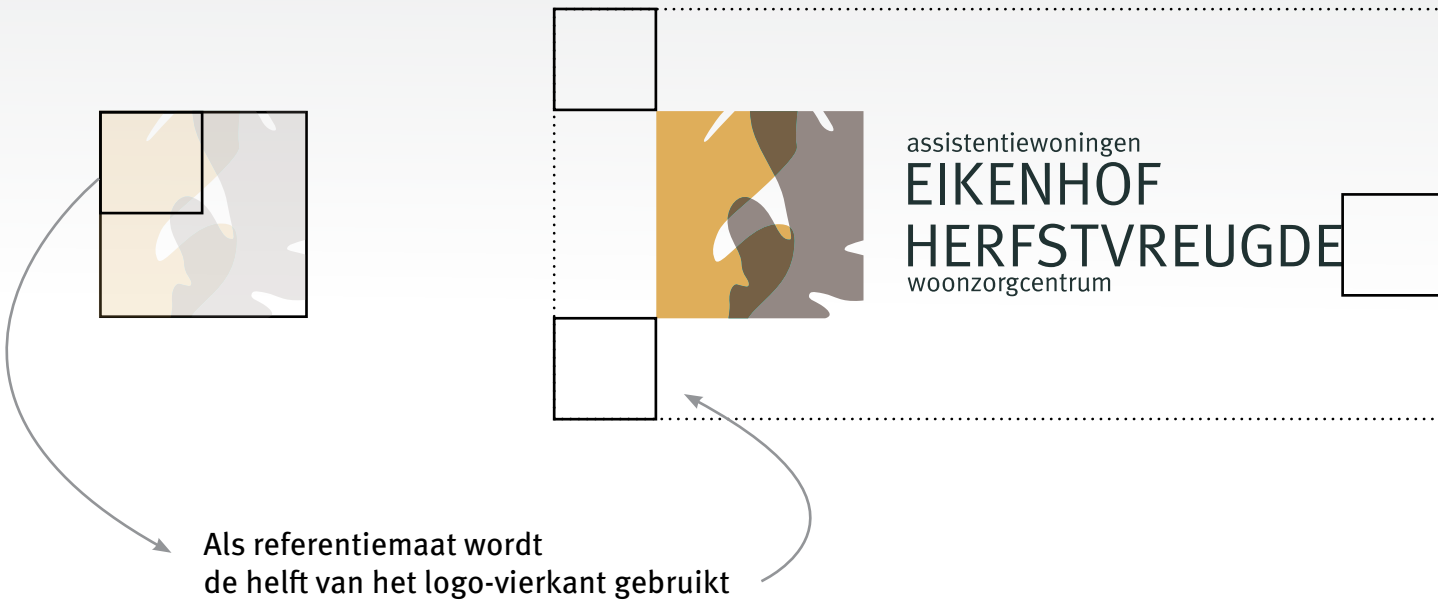 assistentiewoningen
EIKENHOF
HERFSTVREUGDE
woonzorgcentrum
Als referentiemaat wordt
de helft van het logo-vierkant gebruikt